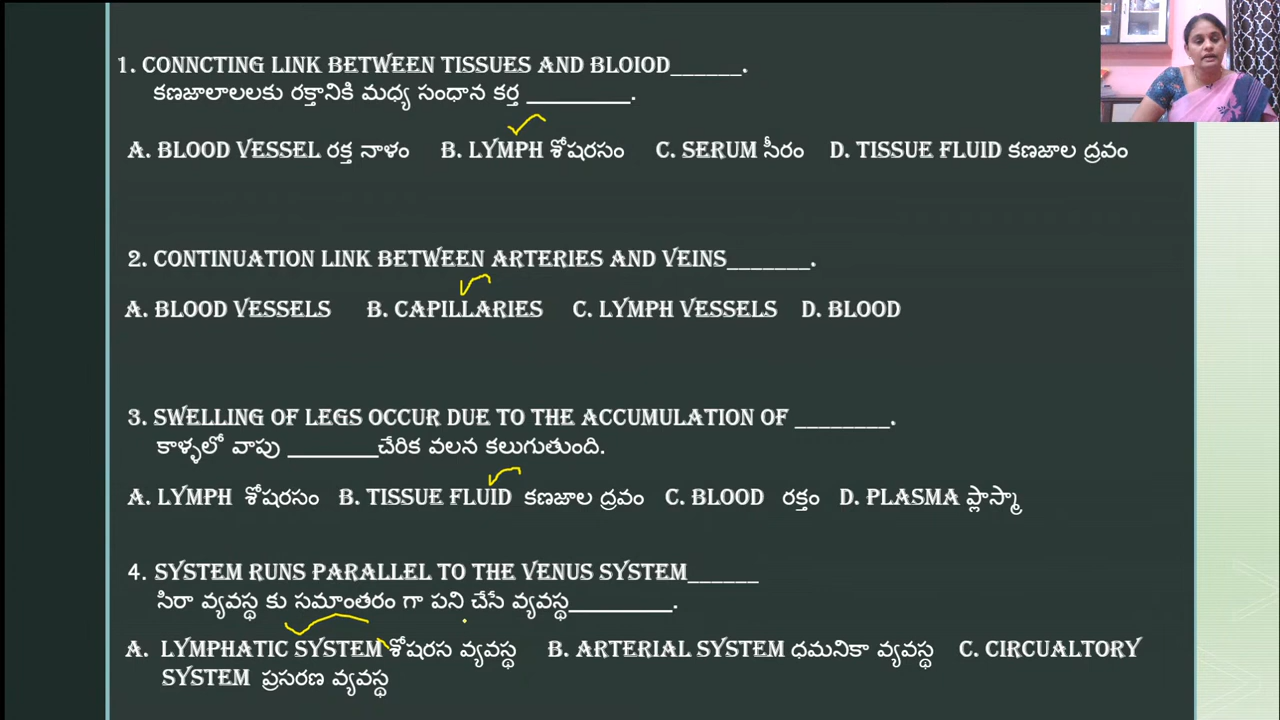 1. CONNCTING LINK BETWEEN TISSUES AND BLOIOD______.
కణజాలాలలకు రక్తానికి మధ్య సంధాన కర్త __________.
A. BLOOD VESSEL రక్త నాళం B. LYMPH శోషరసం C. SERUM సీరం D. TISSUE FLUID కణజాల ద్రవం
2. CONTINUATION LINK BETWEEN ARTERIES AND VEINS_______.
A. BLOOD VESSELS B. CAPILLARIES C. LYMPH VESSELS D. BLOOD
3. SWELLING OF LEGS OCCUR DUE TO THE ACCUMULATION OF ________.
కాళ్ళలో వాపు ________చేరిక వలన కలుగుతుంది.
A. LYMPH శోషరసం B. TISSUE FLUID కణజాల ద్రవం C. BLOOD రక్తం D. PLASMA ప్లాస్మా
4. SYSTEM RUNS PARALLEL TO THE VENUS SYSTEM______
సిరా వ్యవస్థ కు సమాంతరం గా పని చేసే వ్యవస్థ_________.
A. LYMPHATIC SYSTEM శోషరస వ్యవస్థ B. ARTERIAL SYSTEM ధమనికా వ్యవస్థ C. CIRCUALTORY
SYSTEM ప్రసరణ వ్యవస్థ